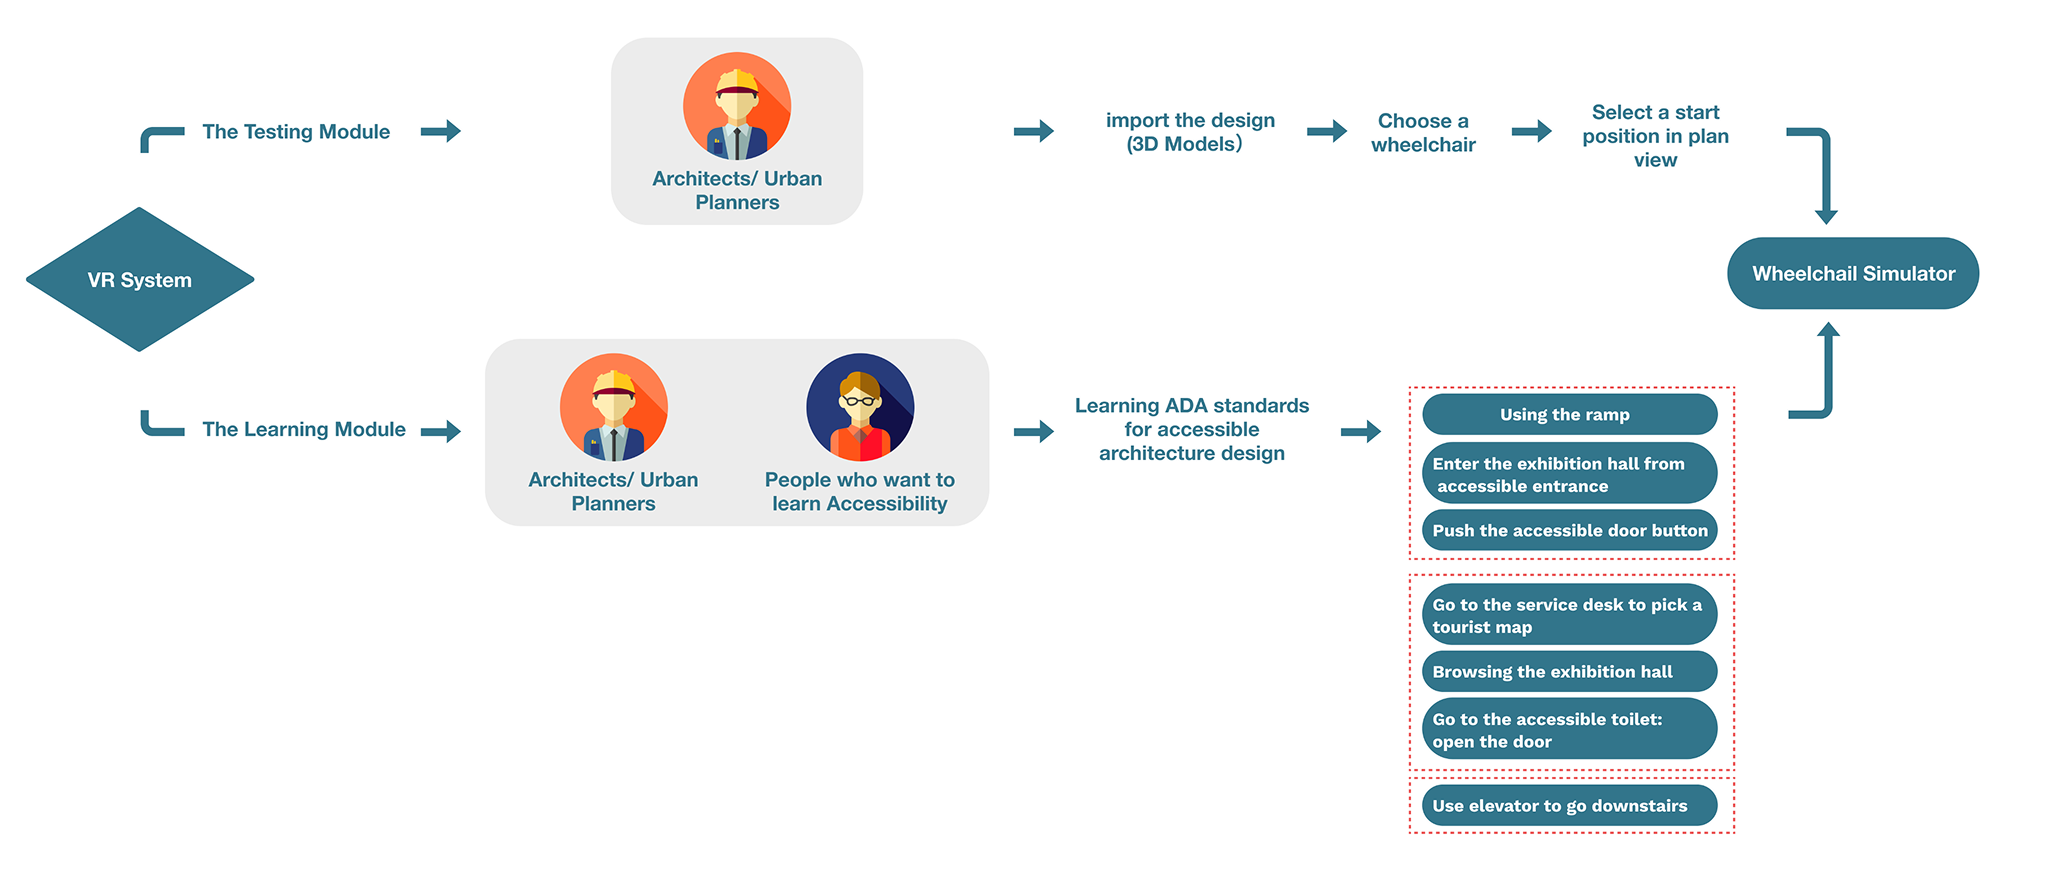 The Testing Module
Architects/ Urban
Planners
import the design
(3D Models）
Choose a
wheelchair
Select a start
position in plan
view
VR System
Wheelchail Simulator
The Learning Module
Architects/ Urban
Planners
People who want to
learn Accessibility
Learning ADA standards
for accessible
architecture design
Using the ramp
Enter the exhibition hall from
accessible entrance
Push the accessible door button
Go to the service desk to pick a
tourist map
Browsing the exhibition hall
Go to the accessible toilet:
open the door
Use elevator to go downstairs